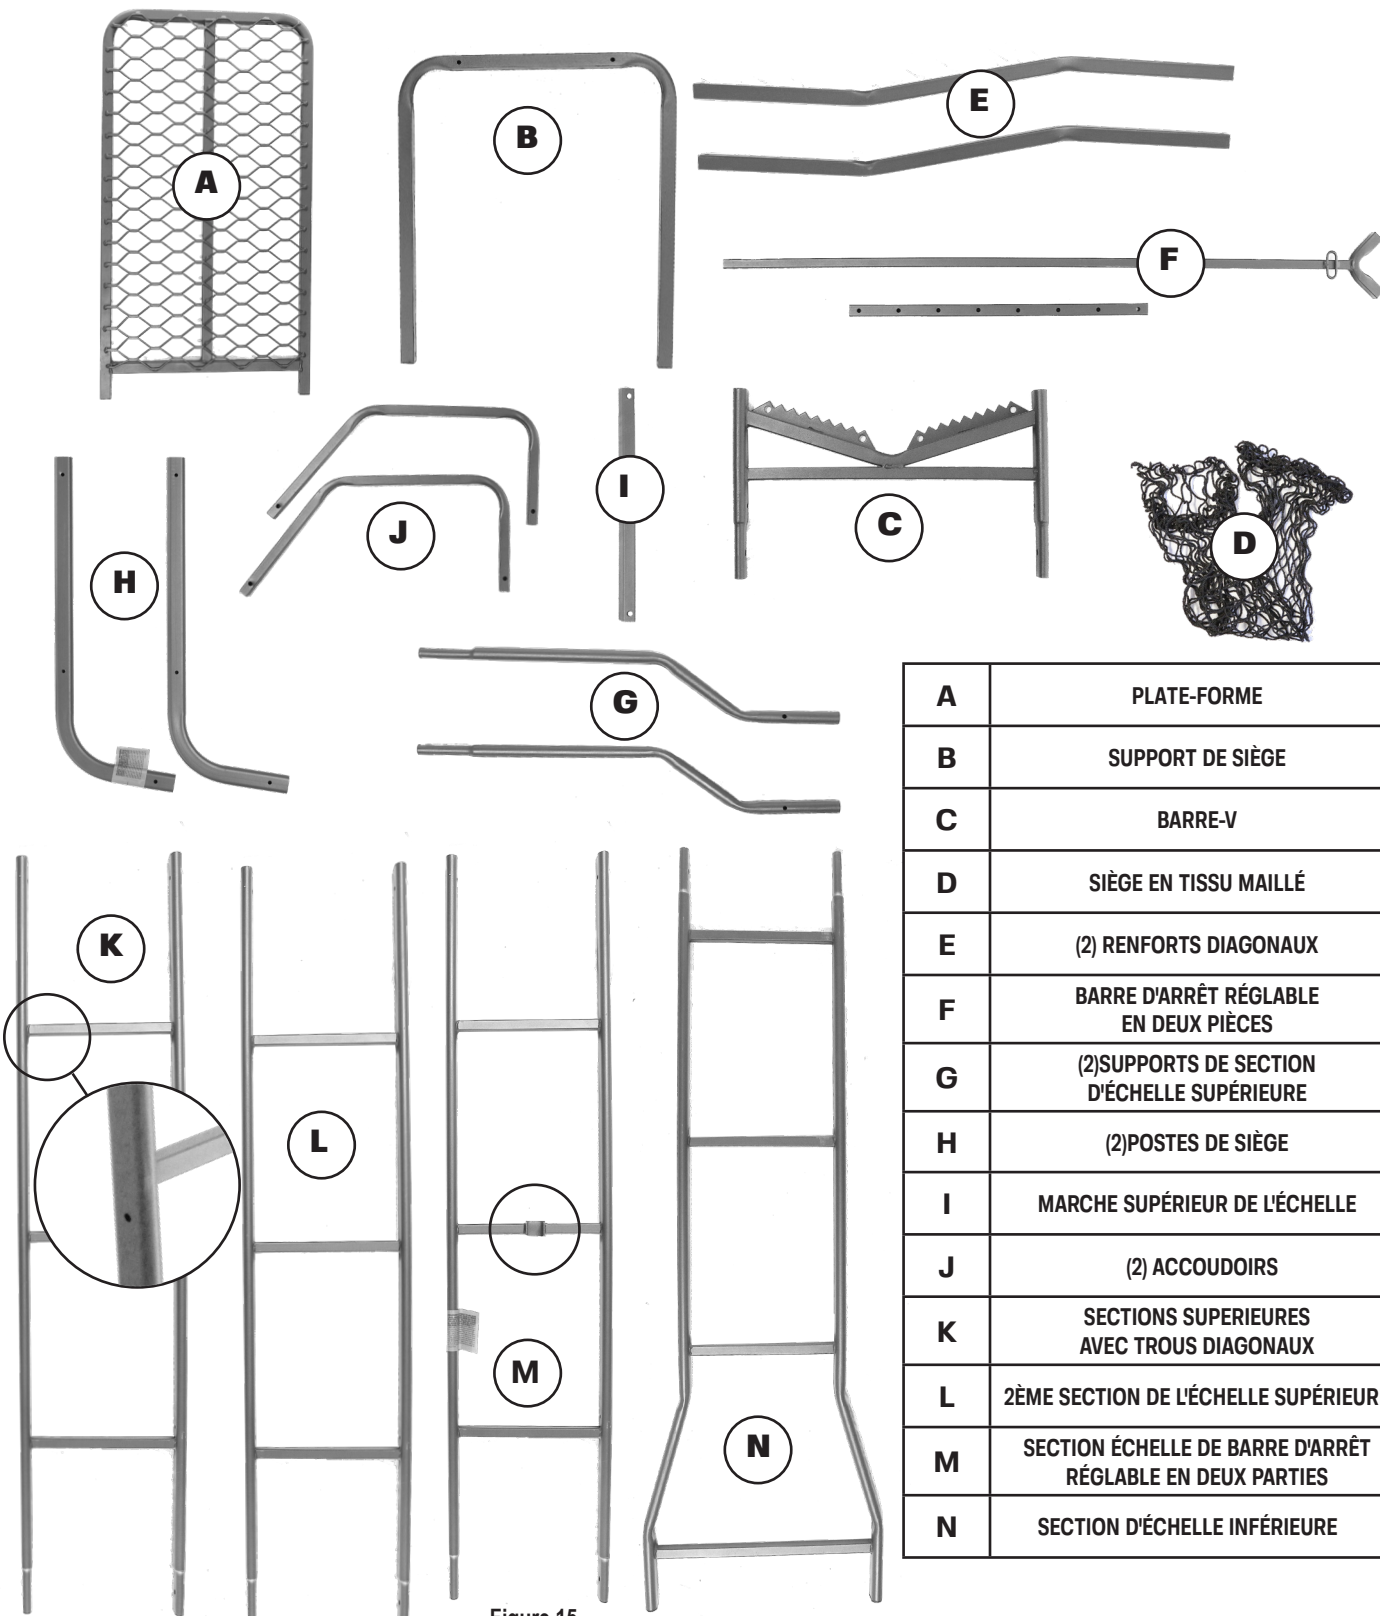 A
B
E
F
I
C
J
D
H
G
K
L
M
N
A PLATE-FORME
B SUPPORT DE SIÈGE
C BARRE-V
D SIÈGE EN TISSU MAILLÉ
E (2) RENFORTS DIAGONAUX
F BARRE D'ARRÊT RÉGLABLE
EN DEUX PIÈCES
G (2)SUPPORTS DE SECTION
D'ÉCHELLE SUPÉRIEURE
H (2)POSTES DE SIÈGE
I MARCHE SUPÉRIEUR DE L'ÉCHELLE
J (2) ACCOUDOIRS
K SECTIONS SUPERIEURES
AVEC TROUS DIAGONAUX
L 2ÈME SECTION DE L'ÉCHELLE SUPÉRIEUR
M SECTION ÉCHELLE DE BARRE D'ARRÊT
RÉGLABLE EN DEUX PARTIES
N SECTION D'ÉCHELLE INFÉRIEURE
Figure 15